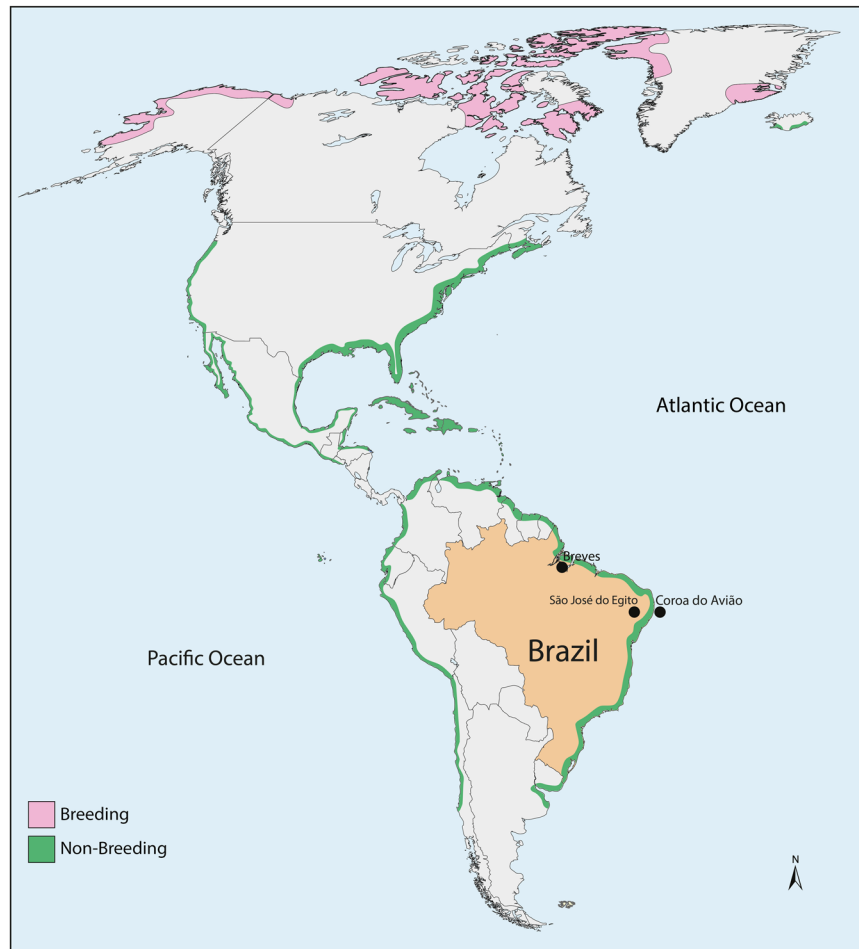 Atlantic Ocean
Breves
São José do Egito
Coroa do Avião
Brazil
Pacific Ocean
Breeding
Non-Breeding
N